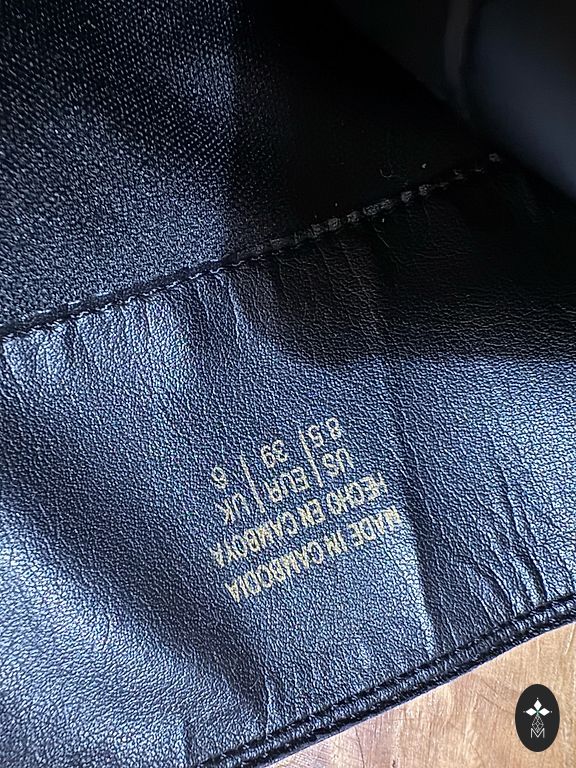 MADE IN CAMBODIA
HECHO EN CAMBOYA
US | EUR | UK
8.5 | 39 | 6
M